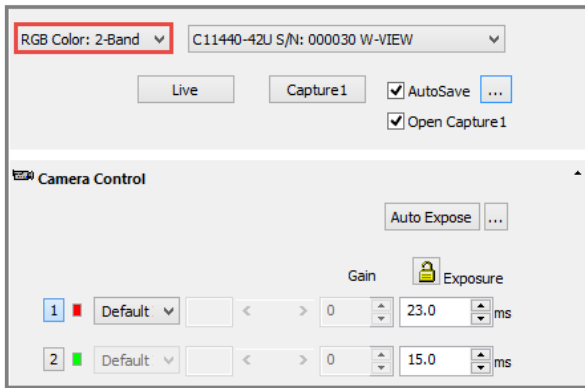 RGB Color: 2-Band C11440-42U S/N: 000030 W-VIEW
Live Capture1 AutoSave ...
Open Capture1
Camera Control
Auto Expose ...
Gain Exposure
1 Default < > 0 23.0 ms
2 Default < > 0 15.0 ms